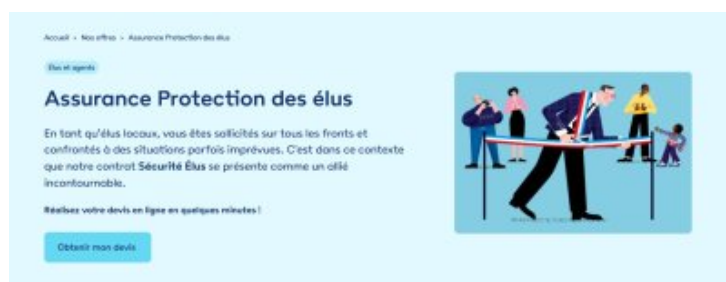 Accueil > Nos offres > Assurance Protection des élus
Élus et agents
Assurance Protection des élus
En tant qu'élus locaux, vous êtes sollicités sur tous les fronts et
confrontés à des situations parfois imprévues. C'est dans ce contexte
que notre contrat Sécurité Élus se présente comme un allié
incontournable.
Réalisez votre devis en ligne en quelques minutes !
Obtenir mon devis